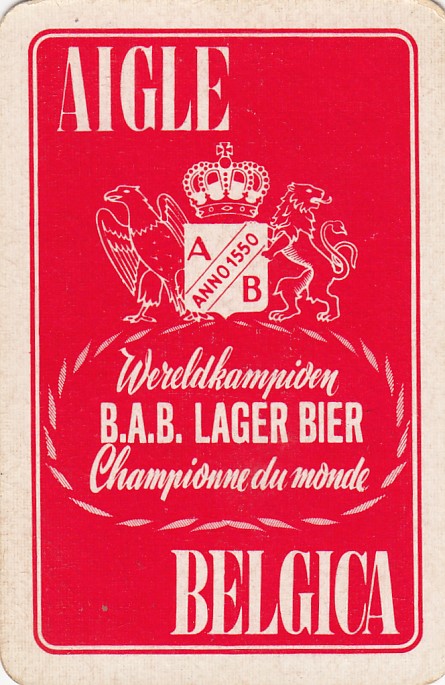 AIGLE
A
ANNO 1550
B
Wereldkampioen
B.A.B. LAGER BIER
Championne du monde
BELGICA